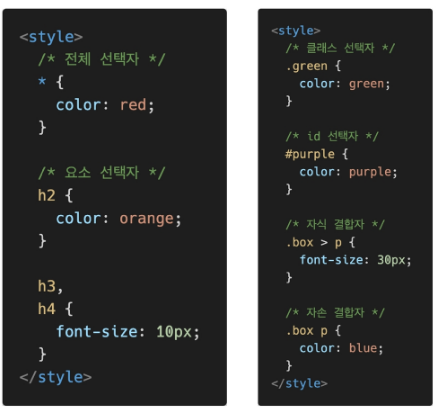 <style>
/* 전체 선택자 */
* {
color: red;
}
/* 요소 선택자 */
h2 {
color: orange;
}
h3,
h4 {
font-size: 10px;
}
</style>
<style>
/* 클래스 선택자 */
.green {
color: green;
}
/* id 선택자 */
#purple {
color: purple;
}
/* 자식 결합자 */
.box > p {
font-size: 30px;
}
/* 자손 결합자 */
.box p {
color: blue;
}
</style>